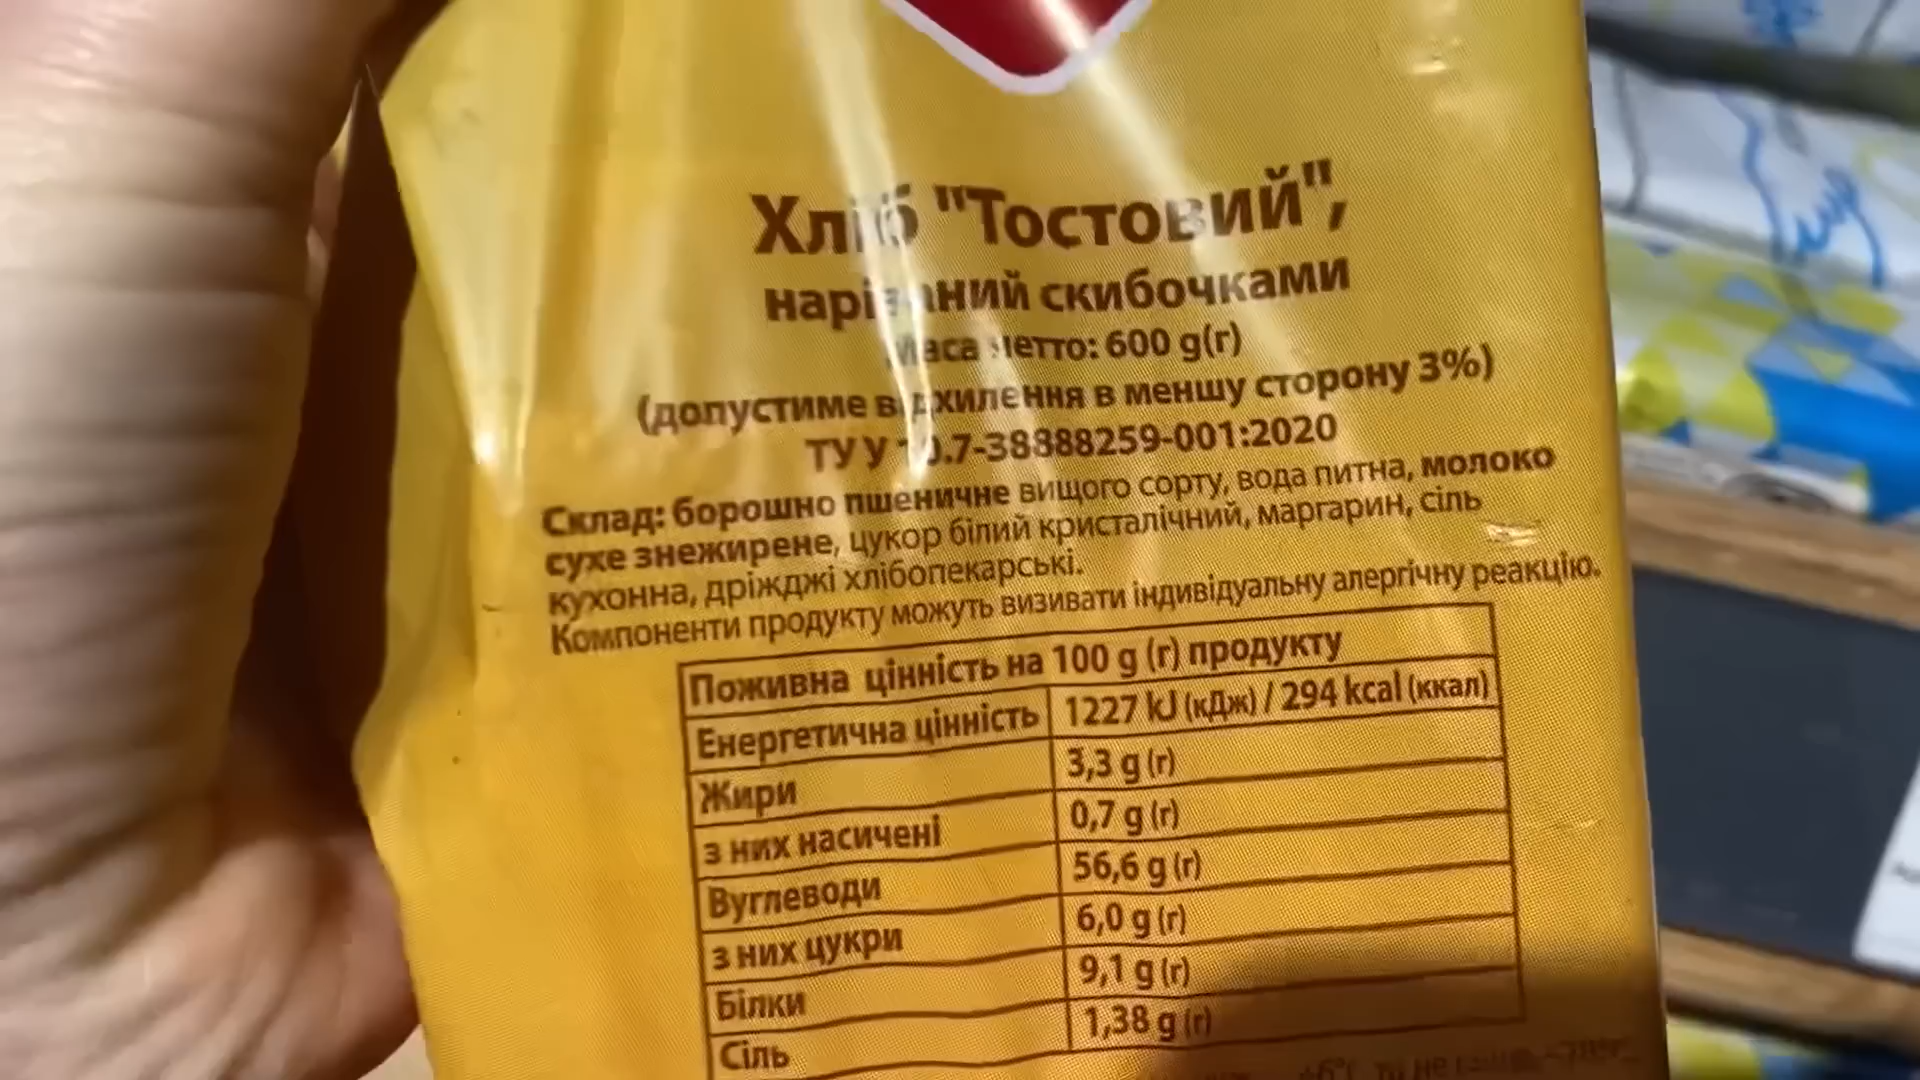 Хліб "Тостовий",
нарізаний скибочками
Маса нетто: 600 g(г)
(допустиме відхилення в меншу сторону 3%)
ТУ У 10.7-38888259-001:2020
Склад: борошно пшеничне вищого сорту, вода питна, молоко
сухе знежирене, цукор білий кристалічний, маргарин, сіль
кухонна, дріжджі хлібопекарські.
Компоненти продукту можуть визивати індивідуальну алергічну реакцію.
Поживна цінність на 100 g (г) продукту
Енергетична цінність 1227 kJ (кДж) / 294 kcal (ккал)
Жири 3,3 g (г)
з них насичені 0,7 g (г)
Вуглеводи 56,6 g (г)
з них цукри 6,0 g (г)
Білки 9,1 g (г)
Сіль 1,38 g (г)